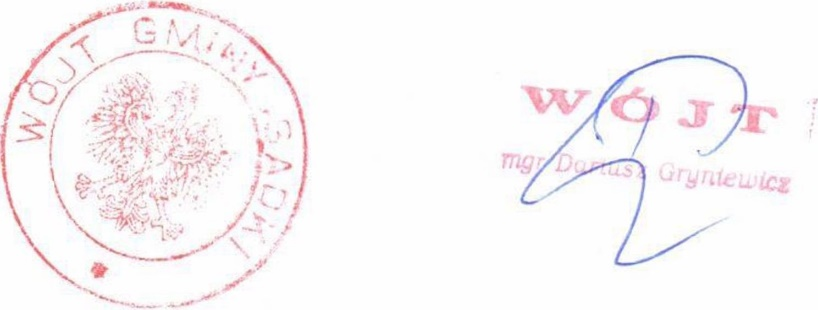 WÓJT GMINY SADKI
WÓJT
mgr Dariusz Gryniewicz